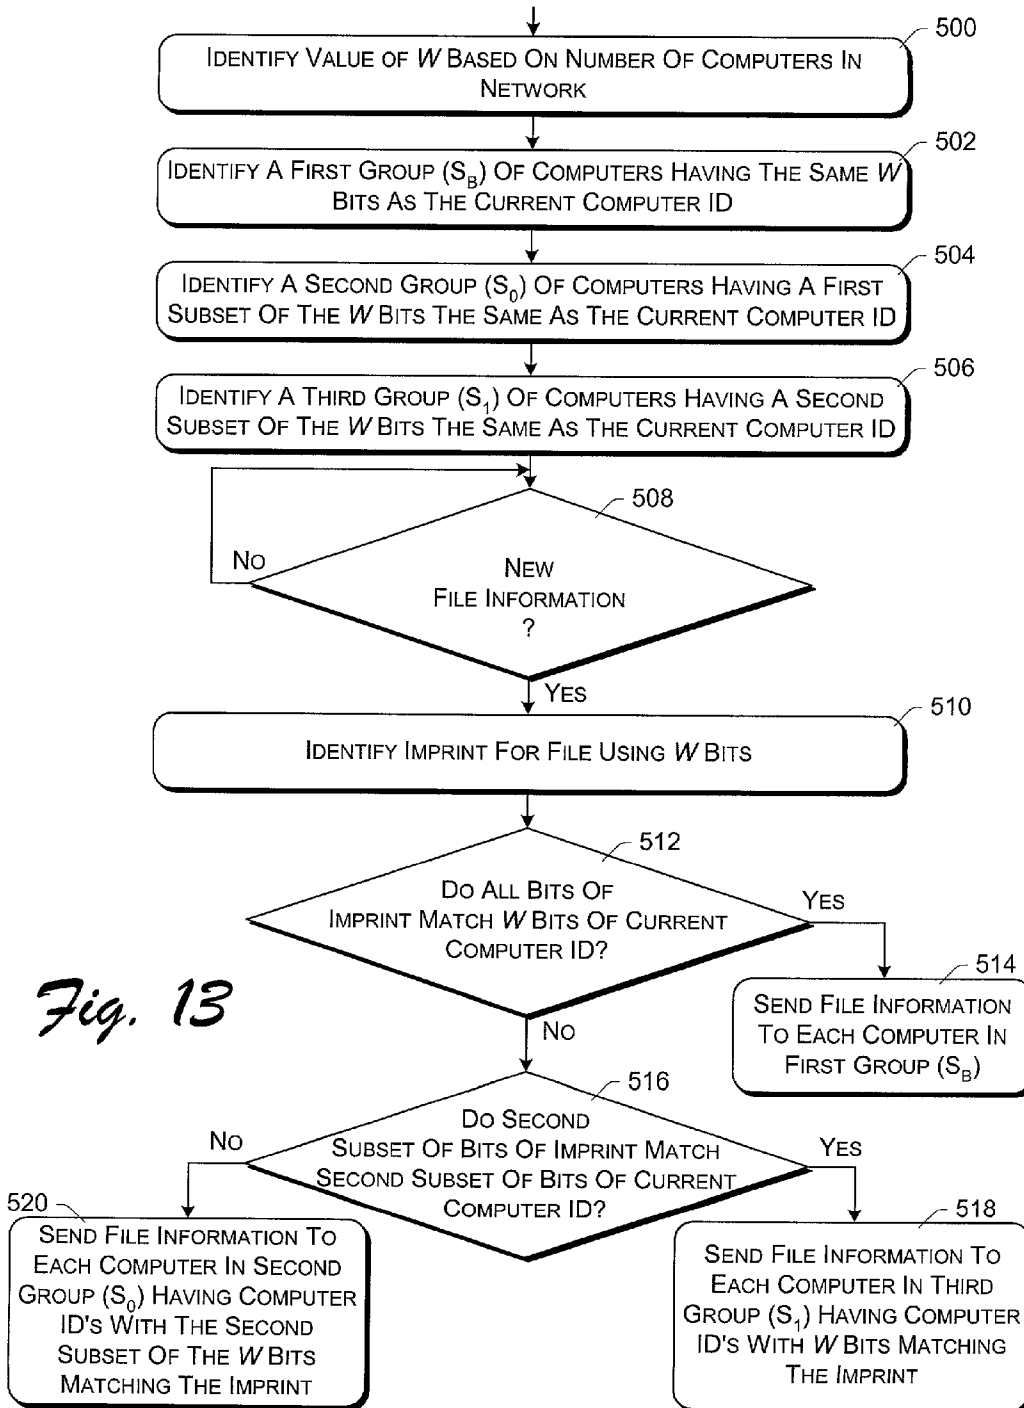 500
IDENTIFY VALUE OF W BASED ON NUMBER OF COMPUTERS IN
NETWORK
502
IDENTIFY A FIRST GROUP (S_B) OF COMPUTERS HAVING THE SAME W
BITS AS THE CURRENT COMPUTER ID
504
IDENTIFY A SECOND GROUP (S_0) OF COMPUTERS HAVING A FIRST
SUBSET OF THE W BITS THE SAME AS THE CURRENT COMPUTER ID
506
IDENTIFY A THIRD GROUP (S_1) OF COMPUTERS HAVING A SECOND
SUBSET OF THE W BITS THE SAME AS THE CURRENT COMPUTER ID
508
NO
NEW
FILE INFORMATION
?
YES
510
IDENTIFY IMPRINT FOR FILE USING W BITS
512
DO ALL BITS OF
IMPRINT MATCH W BITS OF CURRENT
COMPUTER ID?
YES
514
SEND FILE INFORMATION
TO EACH COMPUTER IN
FIRST GROUP (S_B)
Fig. 13
NO
516
DO SECOND
SUBSET OF BITS OF IMPRINT MATCH
SECOND SUBSET OF BITS OF CURRENT
COMPUTER ID?
NO
YES
520
SEND FILE INFORMATION TO
EACH COMPUTER IN SECOND
GROUP (S_0) HAVING COMPUTER
ID'S WITH THE SECOND
SUBSET OF THE W BITS
MATCHING THE IMPRINT
518
SEND FILE INFORMATION TO
EACH COMPUTER IN THIRD
GROUP (S_1) HAVING COMPUTER
ID'S WITH W BITS MATCHING
THE IMPRINT